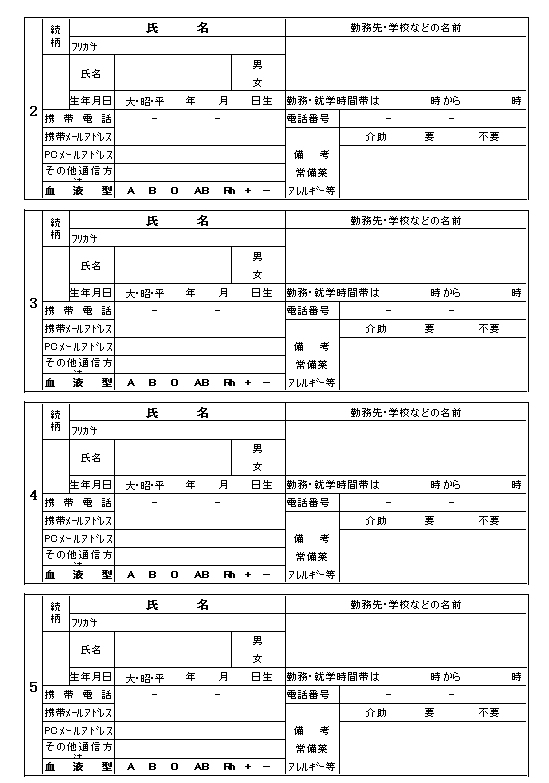 続柄 氏 名 勤務先・学校などの名前
フリガナ
2 氏名 男
女
生年月日 大・昭・平 年 月 日生 勤務・就学時間帯は 時から 時
携帯電話 － － 電話番号 － －
携帯メールアドレス 介助 要 不要
PCメールアドレス 備 考
その他通信方法 常備薬
血 液 型 A B O AB Rh + － アレルギー等
続柄 氏 名 勤務先・学校などの名前
フリガナ
3 氏名 男
女
生年月日 大・昭・平 年 月 日生 勤務・就学時間帯は 時から 時
携帯電話 － － 電話番号 － －
携帯メールアドレス 介助 要 不要
PCメールアドレス 備 考
その他通信方法 常備薬
血 液 型 A B O AB Rh + － アレルギー等
続柄 氏 名 勤務先・学校などの名前
フリガナ
4 氏名 男
女
生年月日 大・昭・平 年 月 日生 勤務・就学時間帯は 時から 時
携帯電話 － － 電話番号 － －
携帯メールアドレス 介助 要 不要
PCメールアドレス 備 考
その他通信方法 常備薬
血 液 型 A B O AB Rh + － アレルギー等
続柄 氏 名 勤務先・学校などの名前
フリガナ
5 氏名 男
女
生年月日 大・昭・平 年 月 日生 勤務・就学時間帯は 時から 時
携帯電話 － － 電話番号 － －
携帯メールアドレス 介助 要 不要
PCメールアドレス 備 考
その他通信方法 常備薬
血 液 型 A B O AB Rh + － アレルギー等